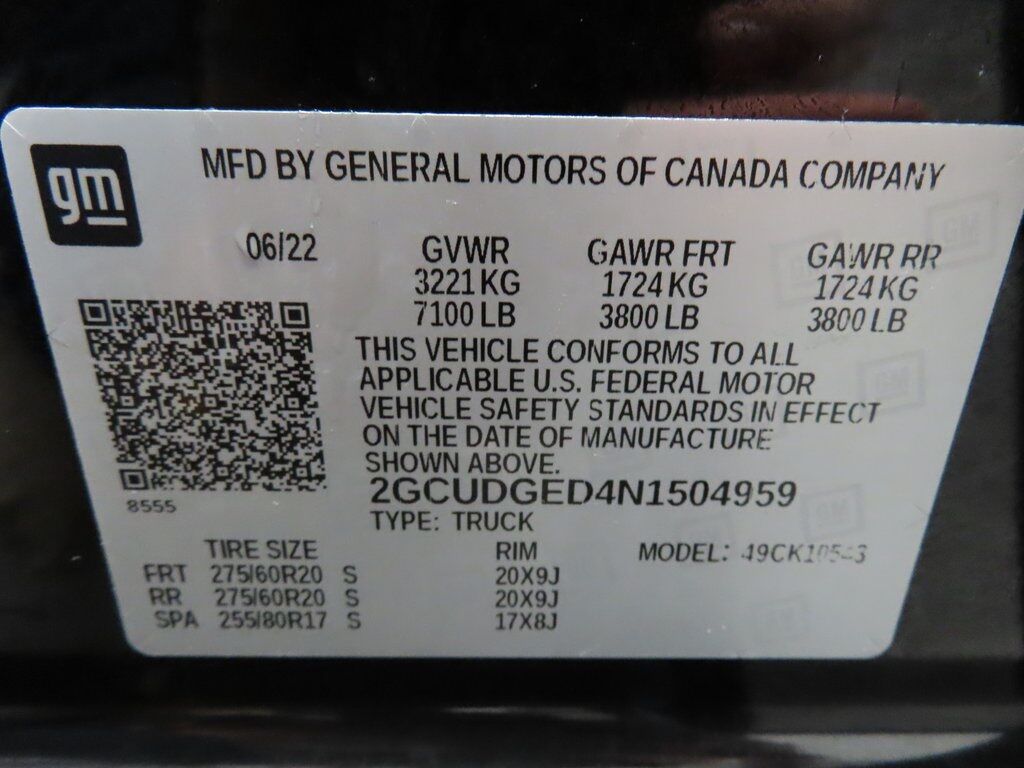 gm
MFD BY GENERAL MOTORS OF CANADA COMPANY
06/22 GVWR GAWR FRT GAWR RR
3221 KG 1724 KG 1724 KG
7100 LB 3800 LB 3800 LB
THIS VEHICLE CONFORMS TO ALL
APPLICABLE U.S. FEDERAL MOTOR
VEHICLE SAFETY STANDARDS IN EFFECT
ON THE DATE OF MANUFACTURE
SHOWN ABOVE.
2GCUDGED4N1504959
8555
TYPE: TRUCK
TIRE SIZE RIM MODEL:
FRT 275/60R20 S 20X9J
RR 275/60R20 S 20X9J
SPA 255/80R17 S 17X8J